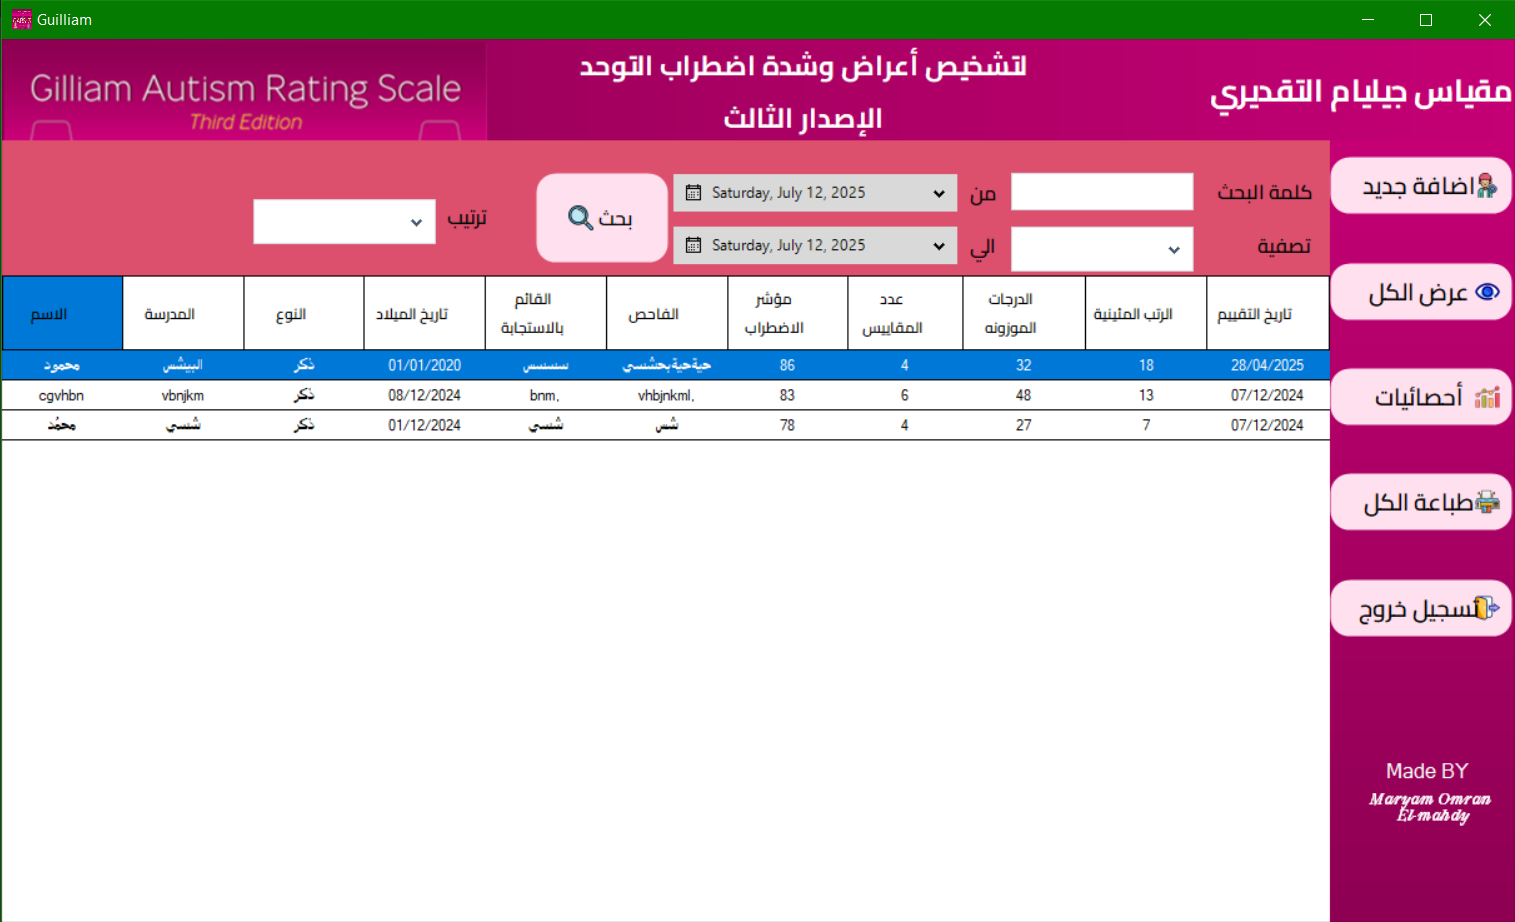 Guilliam
مقياس جيليام التقديري
لتشخيص أعراض وشدة اضطراب التوحد
الإصدار الثالث
Gilliam Autism Rating Scale
Third Edition
كلمة البحث
من
Saturday, July 12, 2025
تصفية
الي
Saturday, July 12, 2025
بحث
ترتيب
اضافة جديد
عرض الكل
أحصائيات
طباعة الكل
تسجيل خروج
الاسم المدرسة النوع تاريخ الميلاد القائم بالاستجابة الفاحص مؤشر الاضطراب عدد المقاييس الدرجات الموزونه الرتب المئينية تاريخ التقييم
محمود البيشس ذكر 01/01/2020 سسسس 86 4 32 18 28/04/2025
cgvhbn vbnjkm ذكر 08/12/2024 bnm, vhbjnkml, 83 6 48 13 07/12/2024
محمُد شسي ذكر 01/12/2024 شسي شس 78 4 27 7 07/12/2024
Made BY
Maryam Omran
El-mahdy